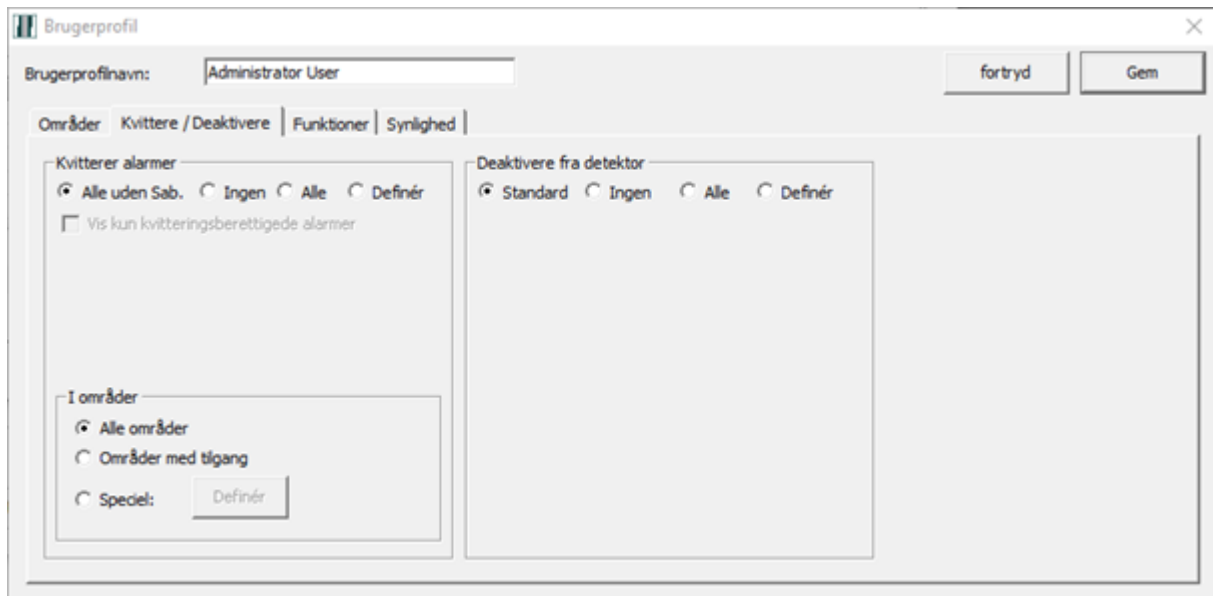 Brugerprofil
Brugerprofilnavn: Administrator User fortryd Gem
Områder Kvittere / Deaktivere Funktioner Synlighed
Kvitterer alarmer
Alle uden Sab. Ingen Alle Definér
Vis kun kvitteringsberettigede alarmer
I områder
Alle områder
Områder med tilgang
Speciel: Definér
Deaktivere fra detektor
Standard Ingen Alle Definér